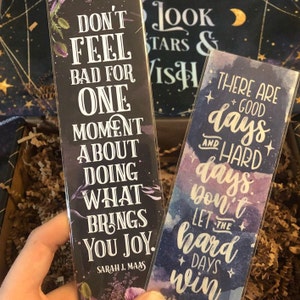 LOOK
STARS &
WISH
DON'T
FEEL
BAD FOR
ONE
MOMENT
ABOUT
DOING
WHAT
BRINGS
YOU JOY.
SARAH J. MAAS
THERE ARE
GOOD
days
AND HARD
days.
Don't
LET THE
hard
DAYS
win